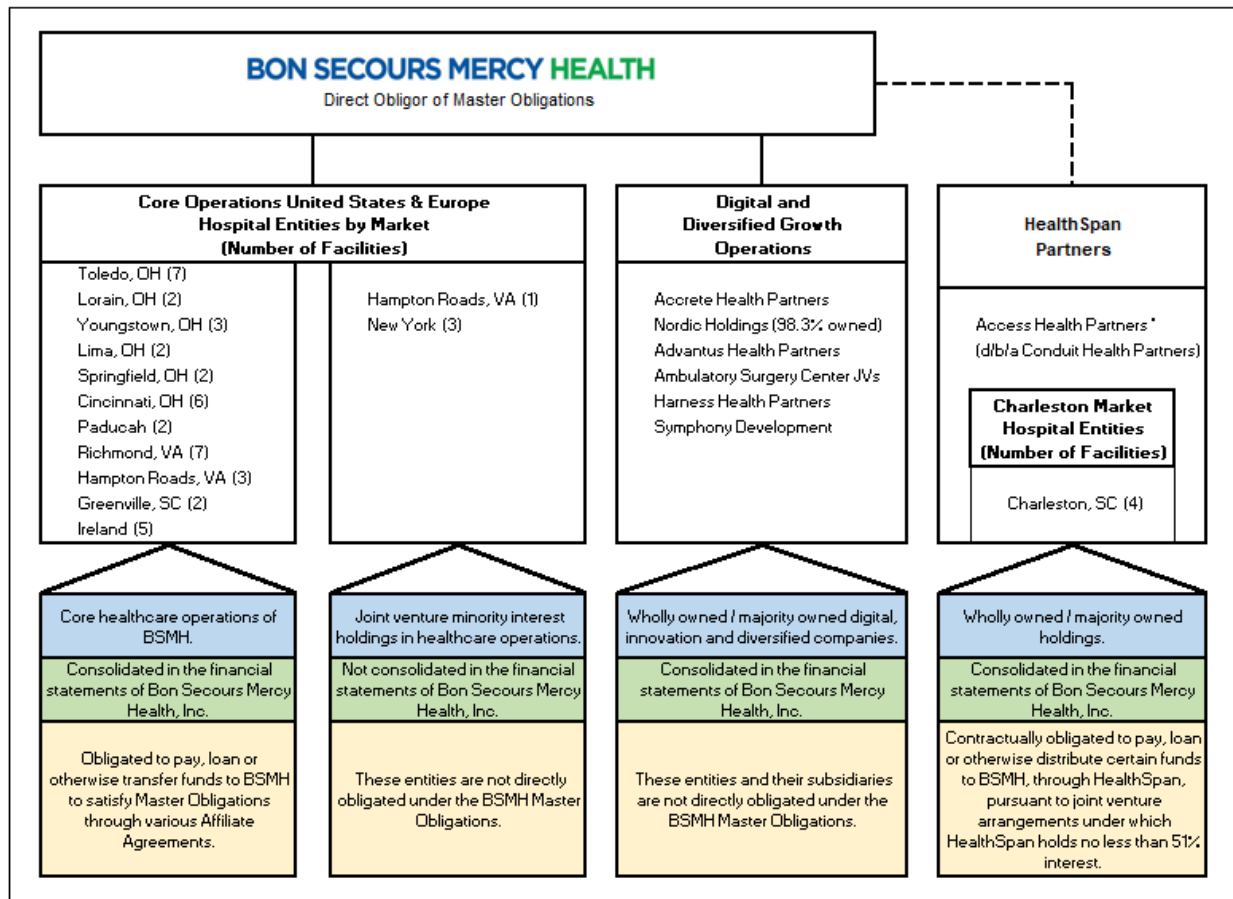 BON SECOURS MERCY HEALTH
Direct Obligor of Master Obligations
Core Operations United States & Europe
Hospital Entities by Market
(Number of Facilities)
Toledo, OH (7)
Lorain, OH (2)
Youngstown, OH (3)
Lima, OH (2)
Springfield, OH (2)
Cincinnati, OH (6)
Paducah (2)
Richmond, VA (7)
Hampton Roads, VA (3)
Greenville, SC (2)
Ireland (5)
Hampton Roads, VA (1)
New York (3)
Digital and
Diversified Growth
Operations
Accrete Health Partners
Nordic Holdings (98.3% owned)
Advantus Health Partners
Ambulatory Surgery Center JVs
Harness Health Partners
Symphony Development
HealthSpan
Partners
Access Health Partners*
(d/b/a Conduit Health Partners)
Charleston Market
Hospital Entities
(Number of Facilities)
Charleston, SC (4)
Core healthcare operations of
BSMH.
Consolidated in the financial
statements of Bon Secours Mercy
Health, Inc.
Obligated to pay, loan or
otherwise transfer funds to BSMH
to satisfy Master Obligations
through various Affiliate
Agreements.
Joint venture minority interest
holdings in healthcare operations.
Not consolidated in the financial
statements of Bon Secours Mercy
Health, Inc.
These entities are not directly
obligated under the BSMH Master
Obligations.
Wholly owned / majority owned digital,
innovation and diversified companies.
Consolidated in the financial
statements of Bon Secours Mercy
Health, Inc.
These entities and their subsidiaries
are not directly obligated under the
BSMH Master Obligations.
Wholly owned / majority owned
holdings.
Consolidated in the financial
statements of Bon Secours Mercy
Health, Inc.
Contractually obligated to pay, loan
or otherwise distribute certain funds
to BSMH, through HealthSpan,
pursuant to joint venture
arrangements under which
HealthSpan holds no less than 51%
interest.